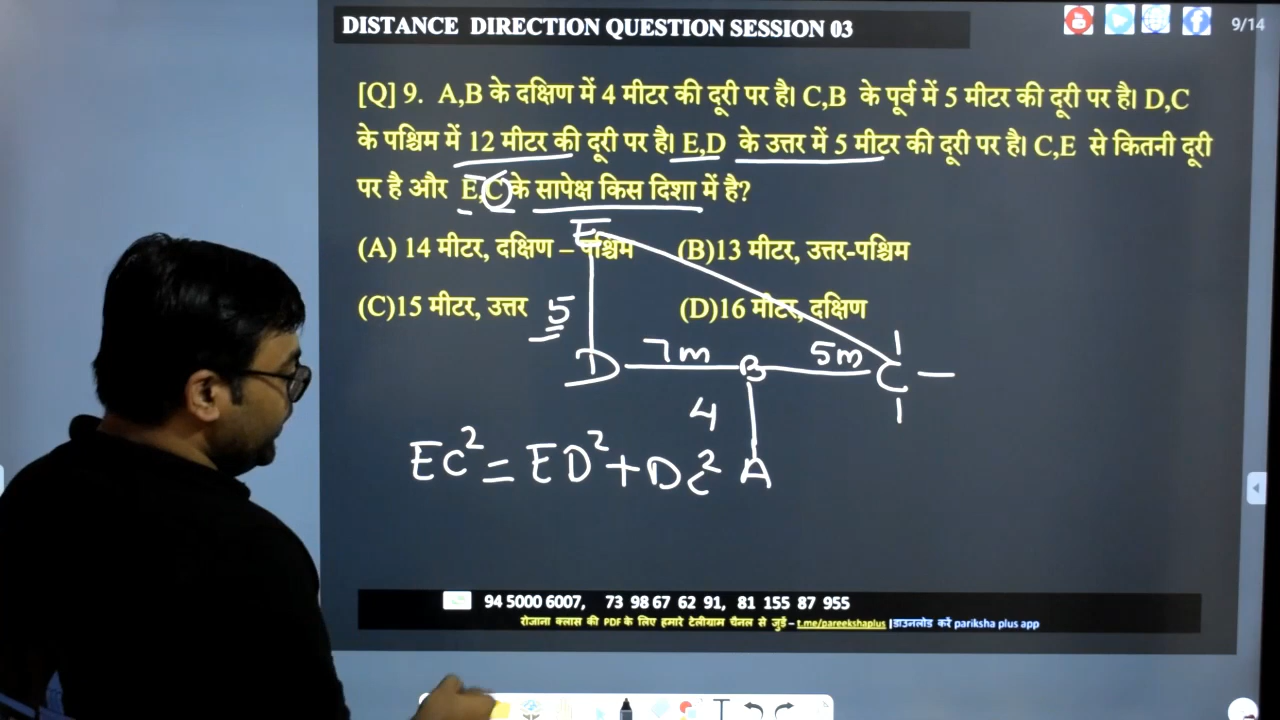 DISTANCE DIRECTION QUESTION SESSION 03
9/14
[Q] 9. A,B के दक्षिण में 4 मीटर की दूरी पर है। C,B के पूर्व में 5 मीटर की दूरी पर है। D,C
के पश्चिम में 12 मीटर की दूरी पर है। E,D के उत्तर में 5 मीटर की दूरी पर है। C,E से कितनी दूरी
पर है और E,C के सापेक्ष किस दिशा में है?
E
(A) 14 मीटर, दक्षिण – पश्चिम (B)13 मीटर, उत्तर-पश्चिम
(C)15 मीटर, उत्तर 5 (D)16 मीटर, दक्षिण
D 7m B 5m C
4
EC²=ED²+DC² A
94 5000 6007, 73 98 67 62 91, 81 155 87 955
रोजाना क्लास की PDF के लिए हमारे टेलीग्राम चैनल से जुड़ें – t.me/pareekshaplus |डाउनलोड करें pariksha plus app